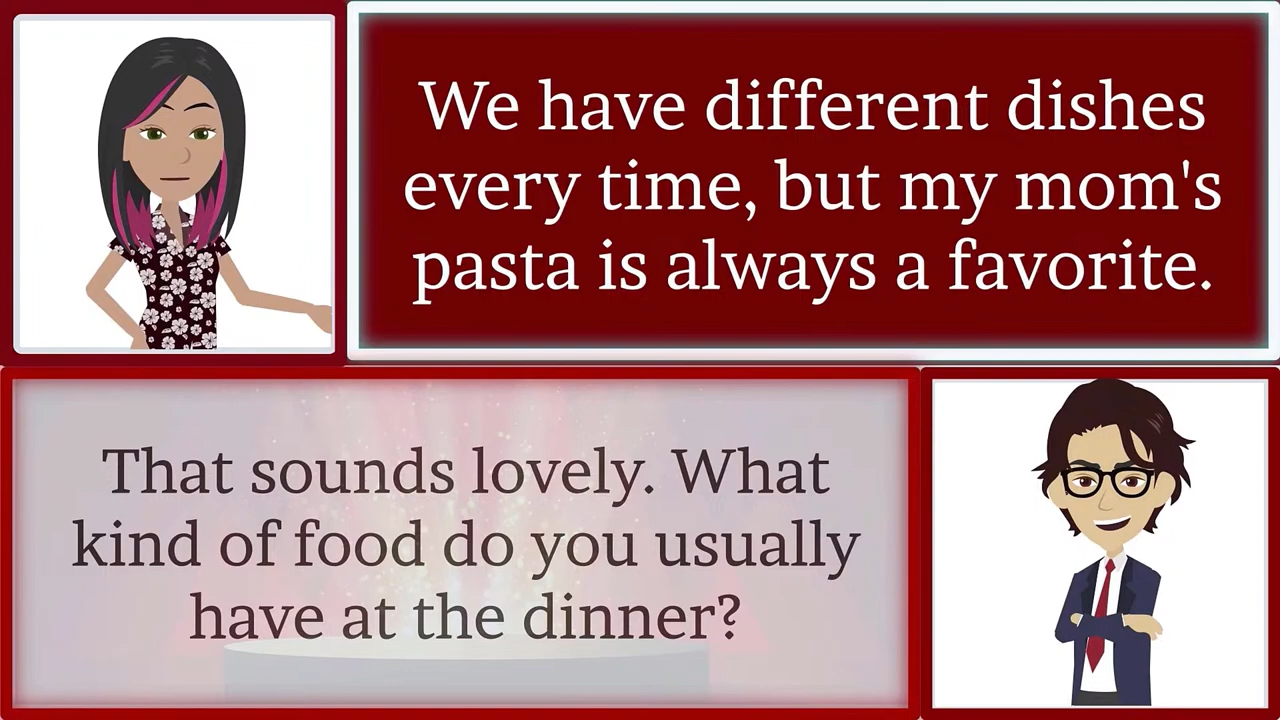 We have different dishes
every time, but my mom's
pasta is always a favorite.
That sounds lovely. What
kind of food do you usually
have at the dinner?